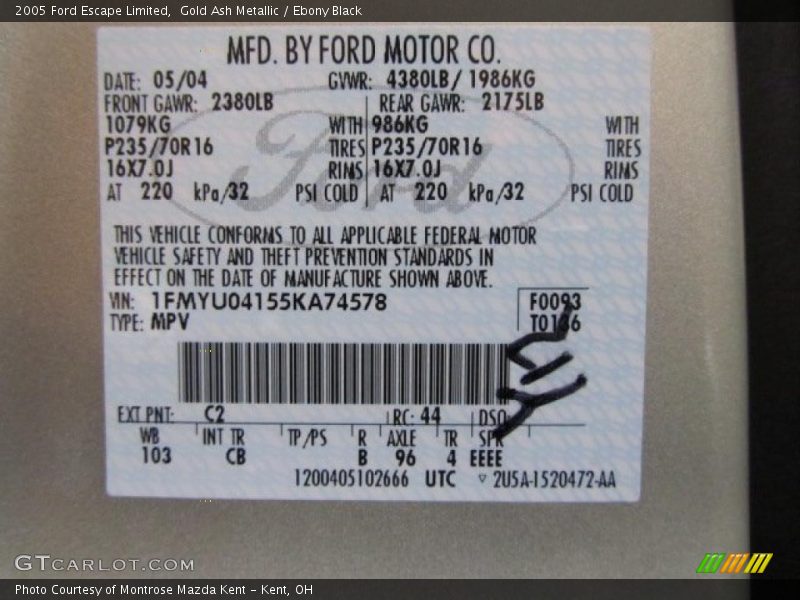 2005 Ford Escape Limited,  Gold Ash Metallic / Ebony Black
MFD. BY FORD MOTOR CO.
DATE: 05/04 GVWR: 4380LB/ 1986KG
FRONT GAWR: 2380LB REAR GAWR: 2175LB
1079KG WITH 986KG WITH
P235/70R16 TIRES P235/70R16 TIRES
16X7.0J RIMS 16X7.0J RIMS
AT 220 kPa/32 PSI COLD AT 220 kPa/32 PSI COLD
Ford
THIS VEHICLE CONFORMS TO ALL APPLICABLE FEDERAL MOTOR
VEHICLE SAFETY AND THEFT PREVENTION STANDARDS IN
EFFECT ON THE DATE OF MANUFACTURE SHOWN ABOVE.
VIN: 1FMYU04155KA74578 F0093
TYPE: MPV T0136
EXT PNT: C2 RC: 44 DSO:
WB INT TR TP/PS R AXLE TR SPR
103 CB B 96 4 EEEE
1200405102666 UTC ▽ 2U5A-1520472-AA
GTCARLOT.COM
Photo Courtesy of Montrose Mazda Kent - Kent, OH